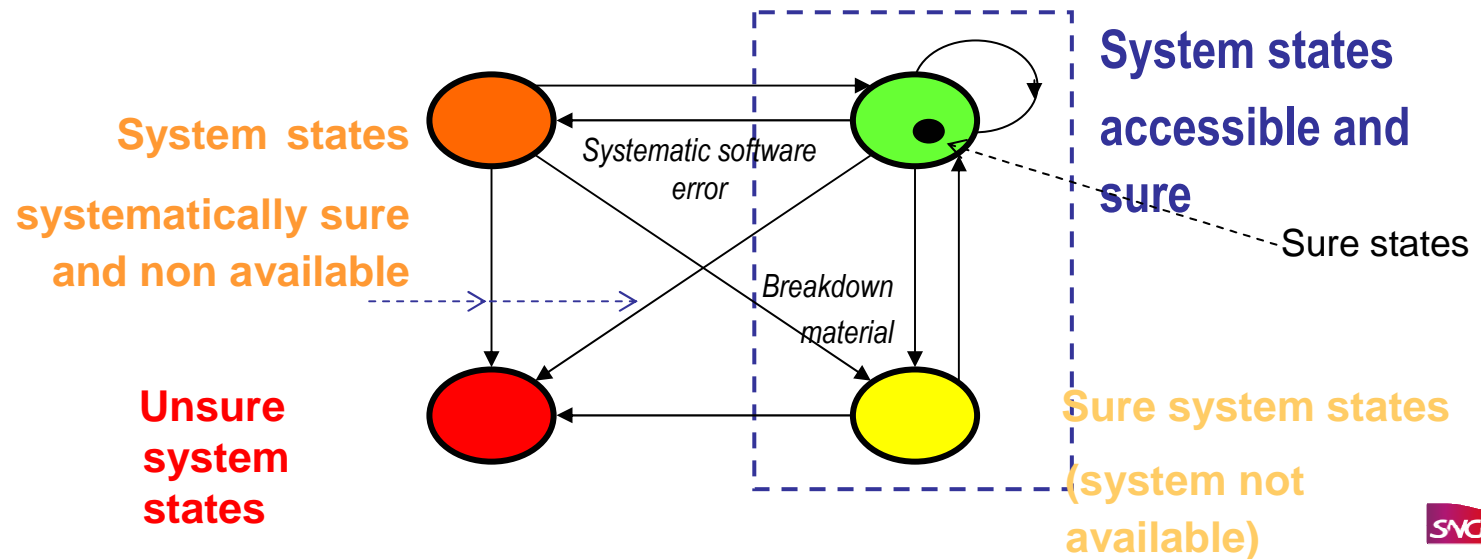 System states
accessible and
sure
System states
systematically sure
and non available
Systematic software
error
Sure states
Breakdown
material
Unsure
system
states
Sure system states
(system not
available)
SNC